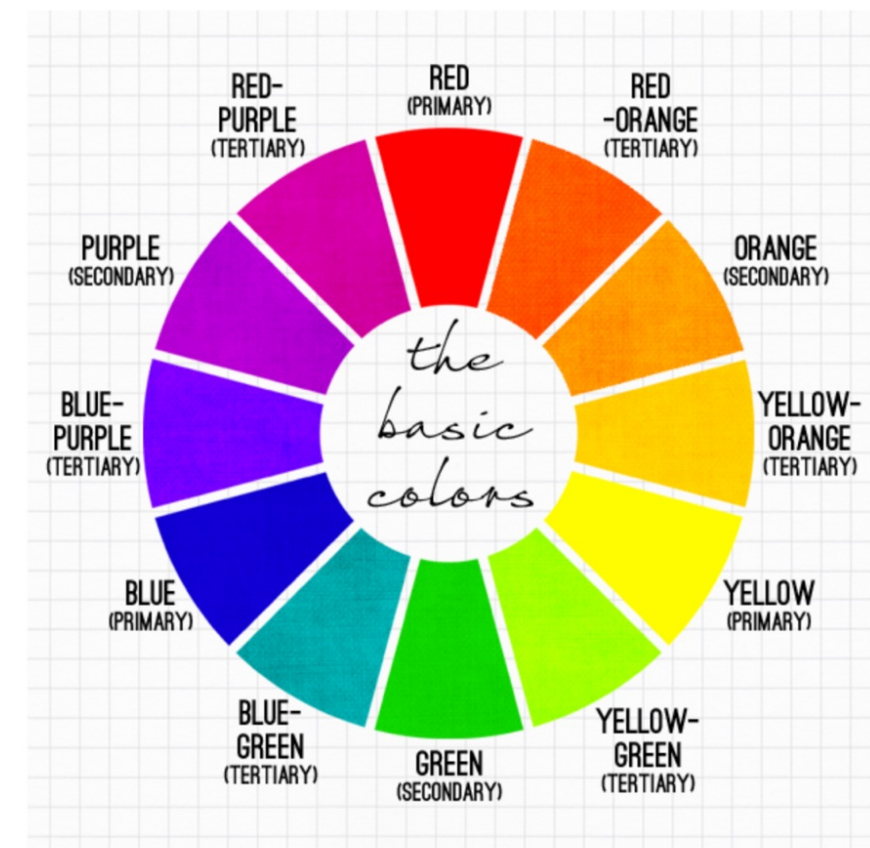 RED
(PRIMARY)
RED
-ORANGE
(TERTIARY)
ORANGE
(SECONDARY)
YELLOW-
ORANGE
(TERTIARY)
YELLOW
(PRIMARY)
YELLOW-
GREEN
(TERTIARY)
GREEN
(SECONDARY)
BLUE-
GREEN
(TERTIARY)
BLUE
(PRIMARY)
BLUE-
PURPLE
(TERTIARY)
PURPLE
(SECONDARY)
RED-
PURPLE
(TERTIARY)
the
basic
colors